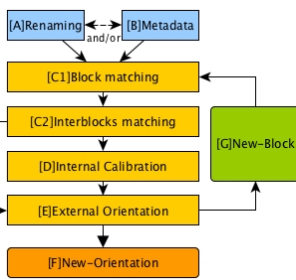 [A]Renaming
[B]Metadata
and/or
[C1]Block matching
[C2]Interblocks matching
[G]New-Block
[D]Internal Calibration
[E]External Orientation
[F]New-Orientation